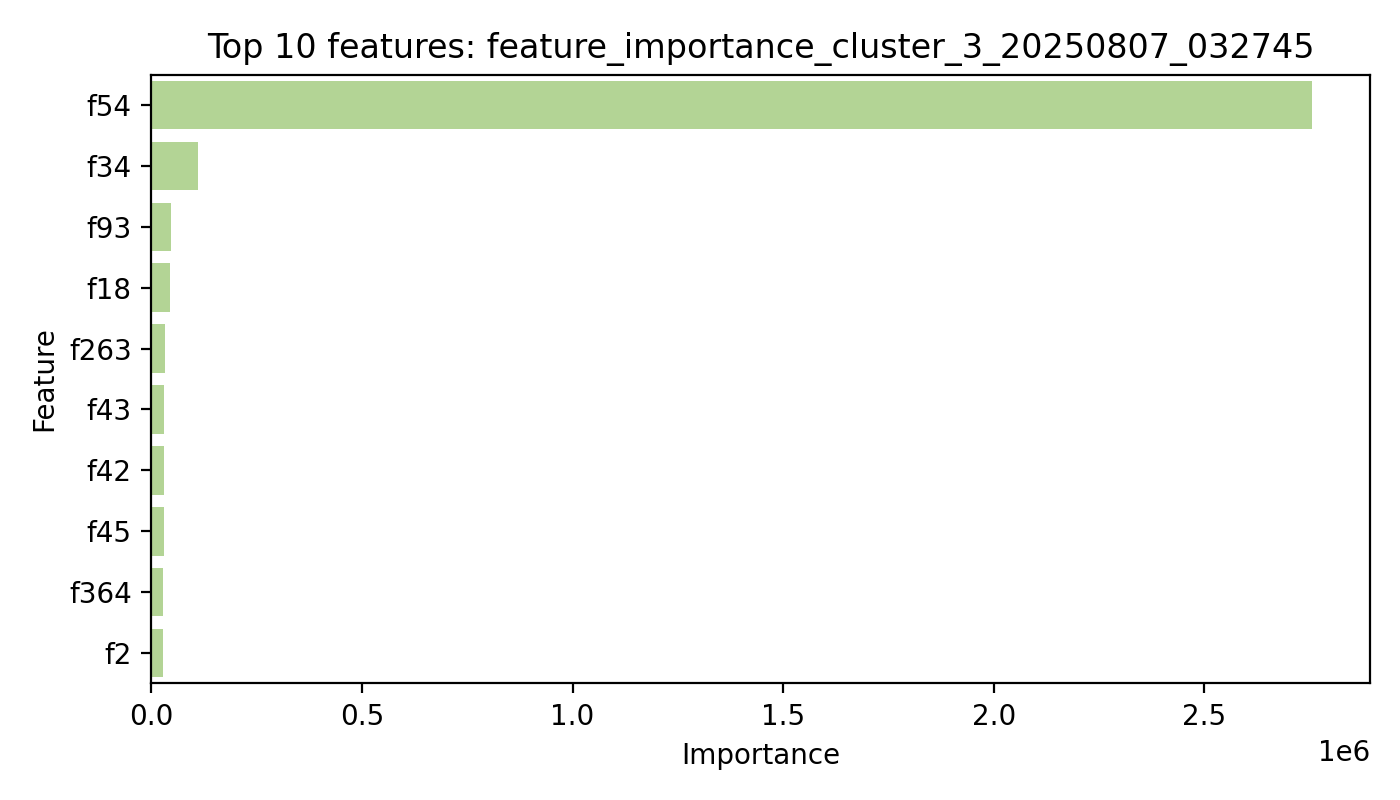 Top 10 features: feature_importance_cluster_3_20250807_032745
f54
f34
f93
f18
f263
f43
f42
f45
f364
f2
Feature
0.0 0.5 1.0 1.5 2.0 2.5
1e6
Importance